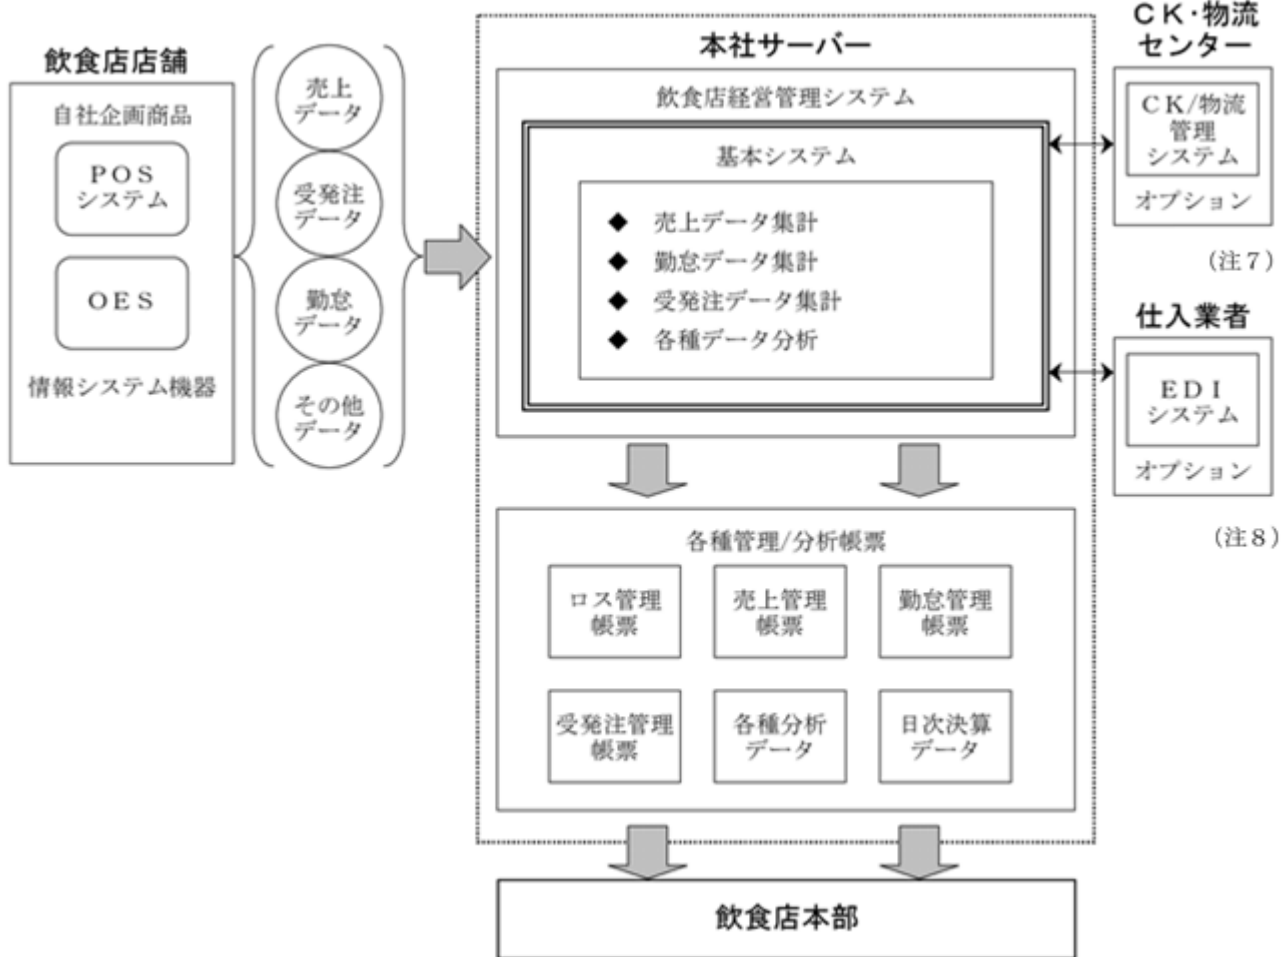 飲食店店舗
自社企画商品
ＰＯＳ
システム
ＯＥＳ
情報システム機器
売上
データ
受発注
データ
勤怠
データ
その他
データ
本社サーバー
飲食店経営管理システム
基本システム
◆ 売上データ集計
◆ 勤怠データ集計
◆ 受発注データ集計
◆ 各種データ分析
ＣＫ・物流
センター
ＣＫ/物流
管理
システム
オプション
（注７）
仕入業者
ＥＤＩ
システム
オプション
（注８）
各種管理/分析帳票
ロス管理
帳票
売上管理
帳票
勤怠管理
帳票
受発注管理
帳票
各種分析
データ
日次決算
データ
飲食店本部